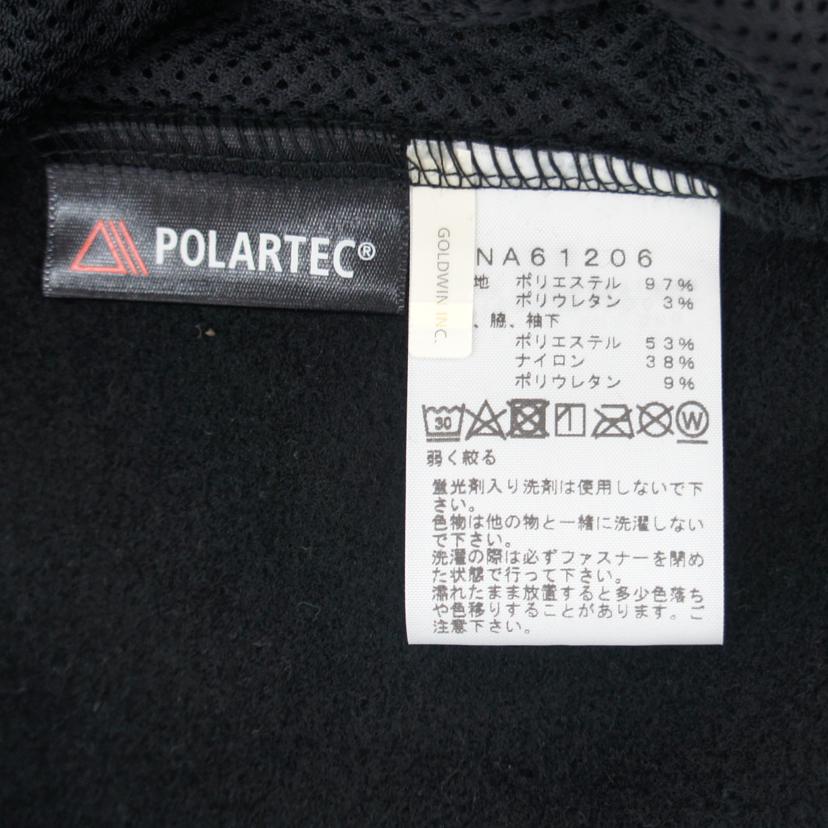 POLARTEC®
GOLDWIN INC.
NA61206
地 ポリエステル 97%
ポリウレタン 3%
、脇、袖下
ポリエステル 53%
ナイロン 38%
ポリウレタン 9%
30 W
弱く絞る
蛍光剤入り洗剤は使用しないで下
さい。
色物は他の物と一緒に洗濯しない
で下さい。
洗濯の際は必ずファスナーを閉め
た状態で行って下さい。
濡れたまま放置すると多少色落ち
や色移りすることがあります。ご
注意下さい。